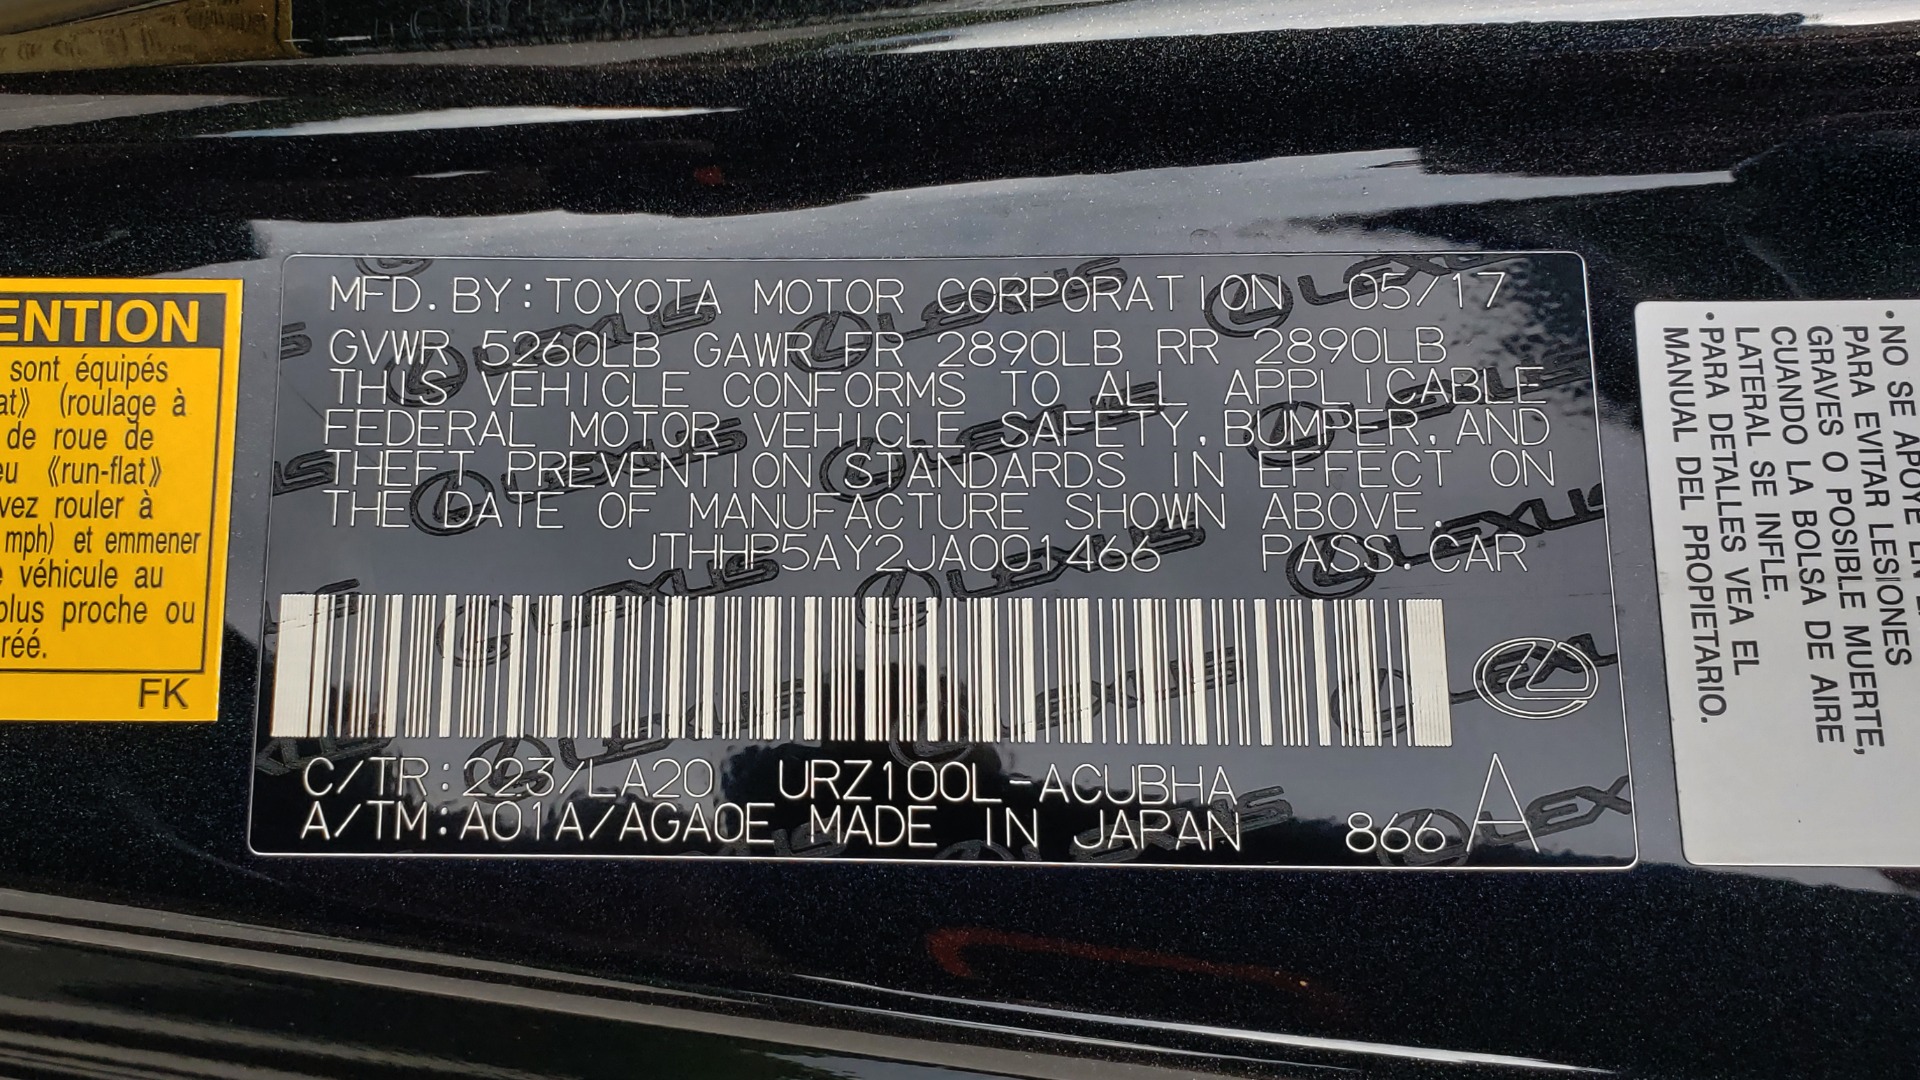 ENTION
sont équipés
at》 (roulage à
de roue de
eu 《run-flat》
vez rouler à
mph) et emmener
véhicule au
plus proche ou
réé.
FK
MFD. BY: TOYOTA MOTOR CORPORATION 05/17
GVWR 5260LB GAWR FR 2890LB RR 2890LB
THIS VEHICLE CONFORMS TO ALL APPLICABLE
FEDERAL MOTOR VEHICLE SAFETY, BUMPER, AND
THEFT PREVENTION STANDARDS IN EFFECT ON
THE DATE OF MANUFACTURE SHOWN ABOVE.
JTHHP5AY2JA001466 PASS. CAR
C/TR: 223/LA20 URZ100L-ACUBHA
A/TM: A01A/AGA0E MADE IN JAPAN 866 A
LEXUS
•NO SE APOYE EN
PARA EVITAR LESIONES
GRAVES O POSIBLE MUERTE,
CUANDO LA BOLSA DE AIRE
LATERAL SE INFLE.
•PARA DETALLES VEA EL
MANUAL DEL PROPIETARIO.